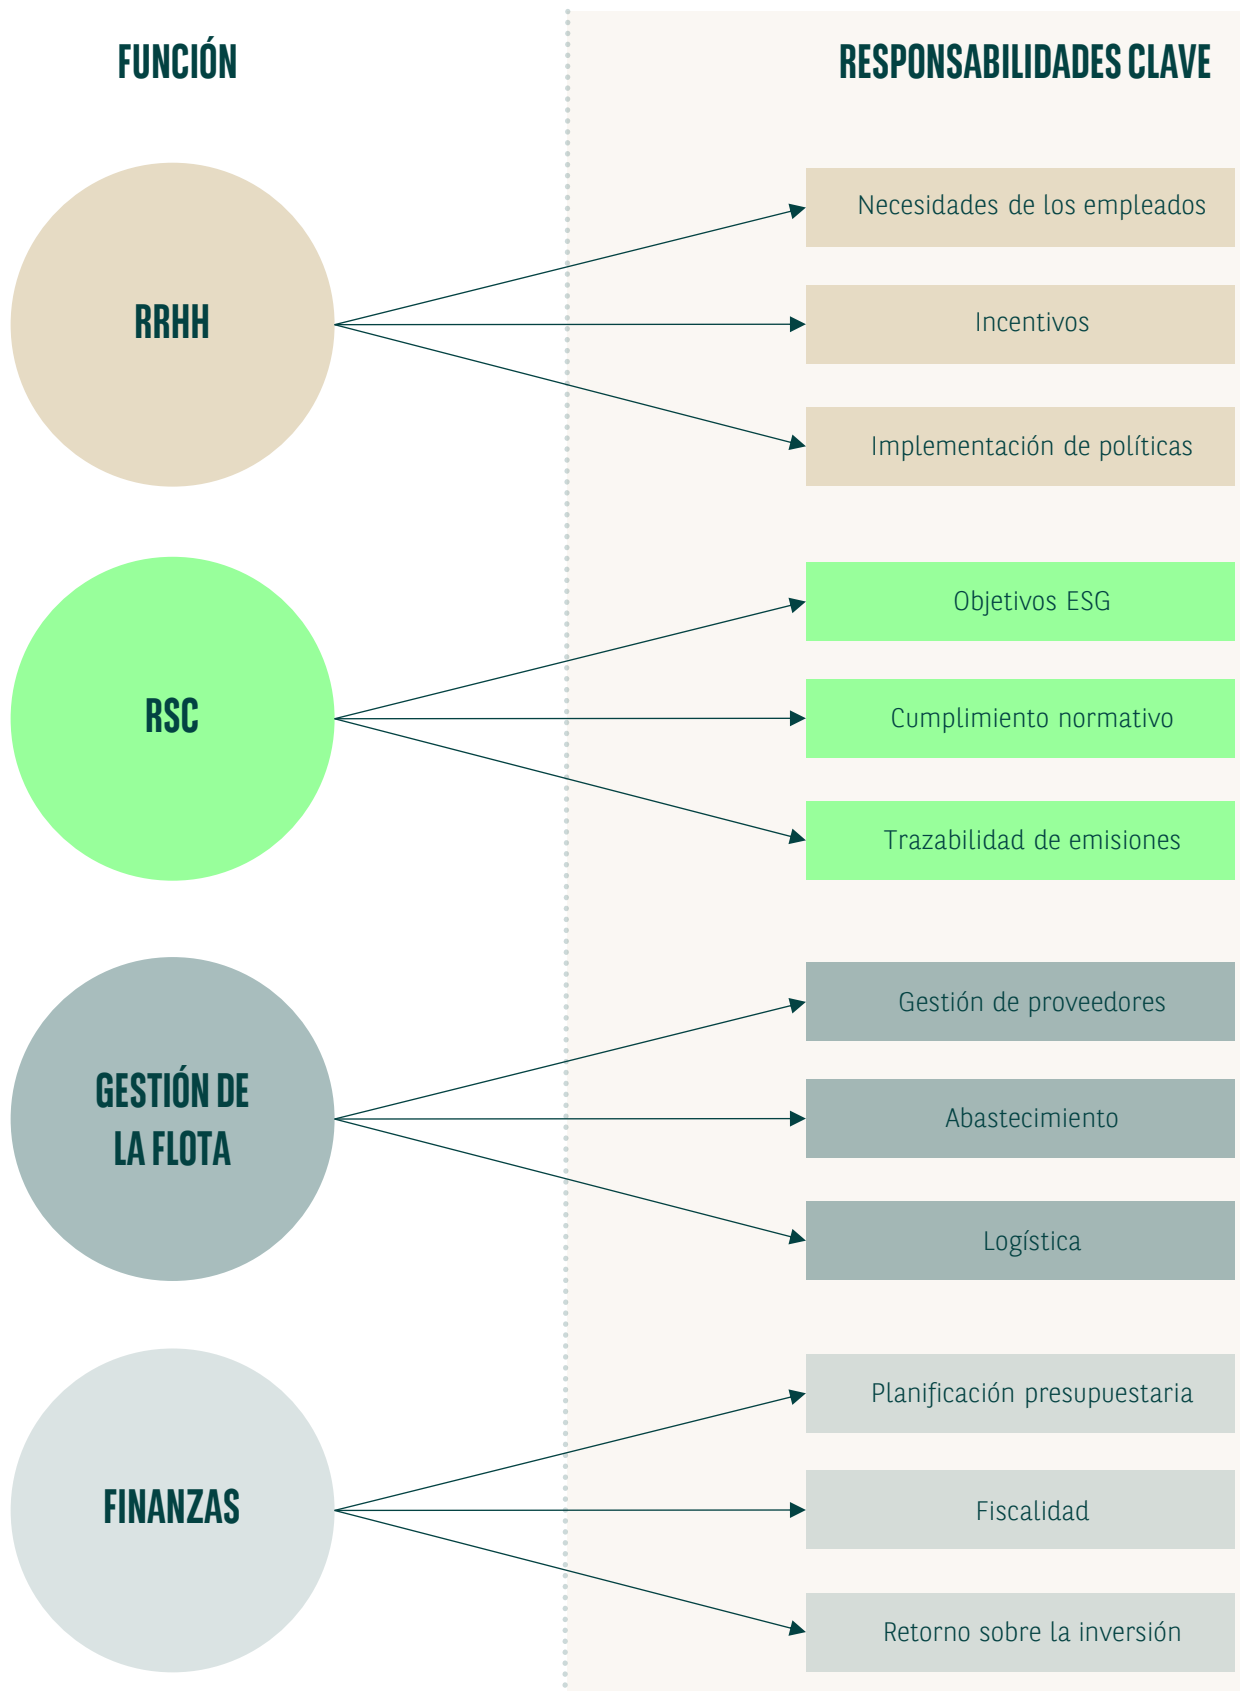 FUNCIÓN
RESPONSABILIDADES CLAVE
RRHH
Necesidades de los empleados
Incentivos
Implementación de políticas
RSC
Objetivos ESG
Cumplimiento normativo
Trazabilidad de emisiones
GESTIÓN DE
LA FLOTA
Gestión de proveedores
Abastecimiento
Logística
FINANZAS
Planificación presupuestaria
Fiscalidad
Retorno sobre la inversión